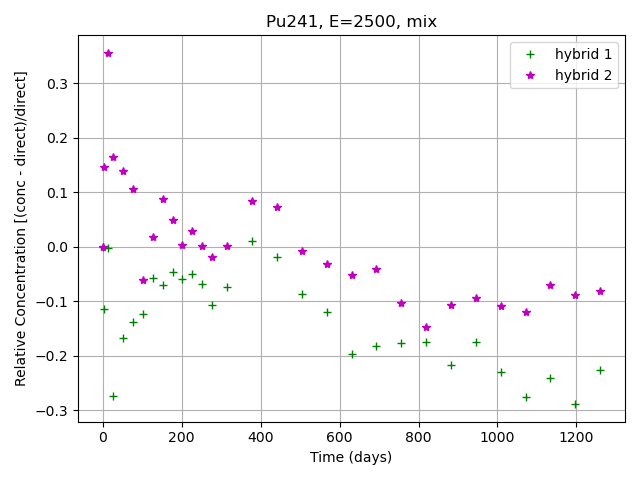 Pu241, E=2500, mix
hybrid 1
hybrid 2
Relative Concentration [(conc - direct)/direct]
0.3
0.2
0.1
0.0
−0.1
−0.2
−0.3
0 200 400 600 800 1000 1200
Time (days)